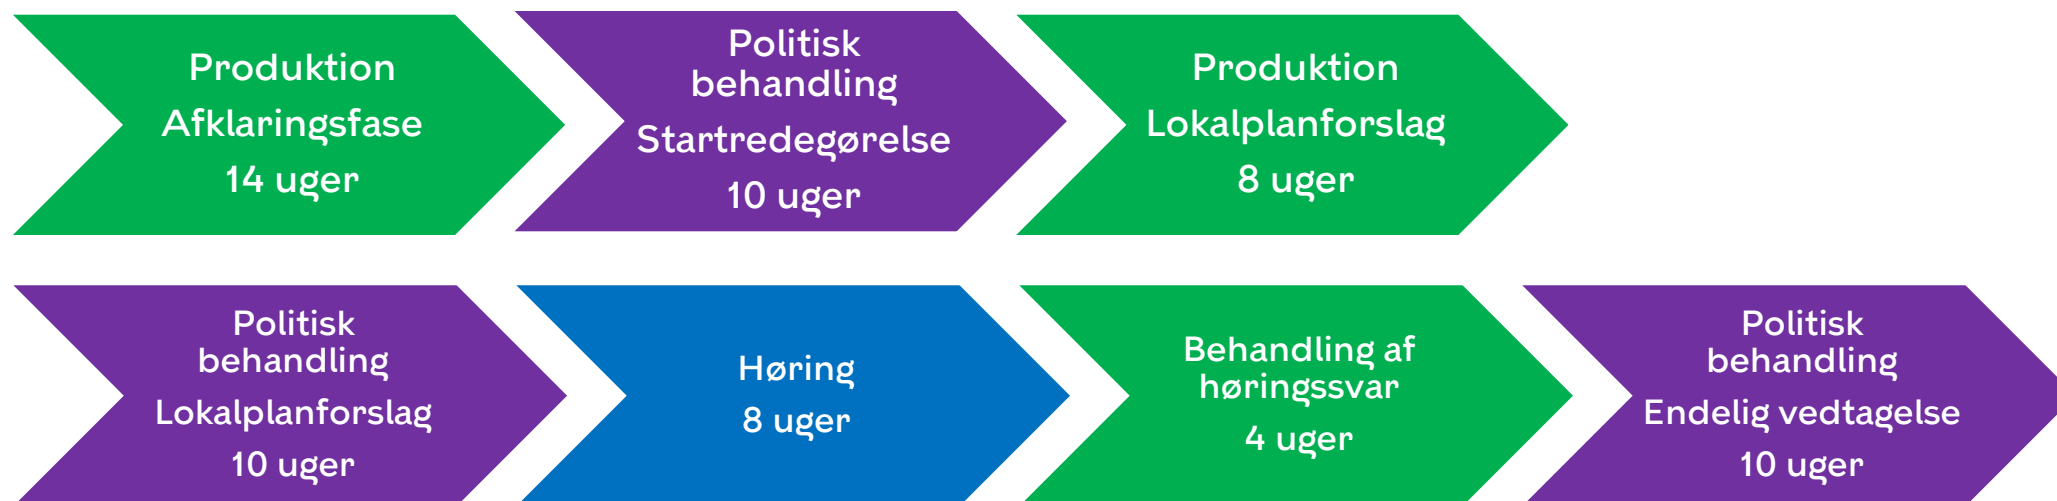 Produktion
Afklaringsfase
14 uger
Politisk
behandling
Startredegørelse
10 uger
Produktion
Lokalplanforslag
8 uger
Politisk
behandling
Lokalplanforslag
10 uger
Høring
8 uger
Behandling af
høringssvar
4 uger
Politisk
behandling
Endelig vedtagelse
10 uger